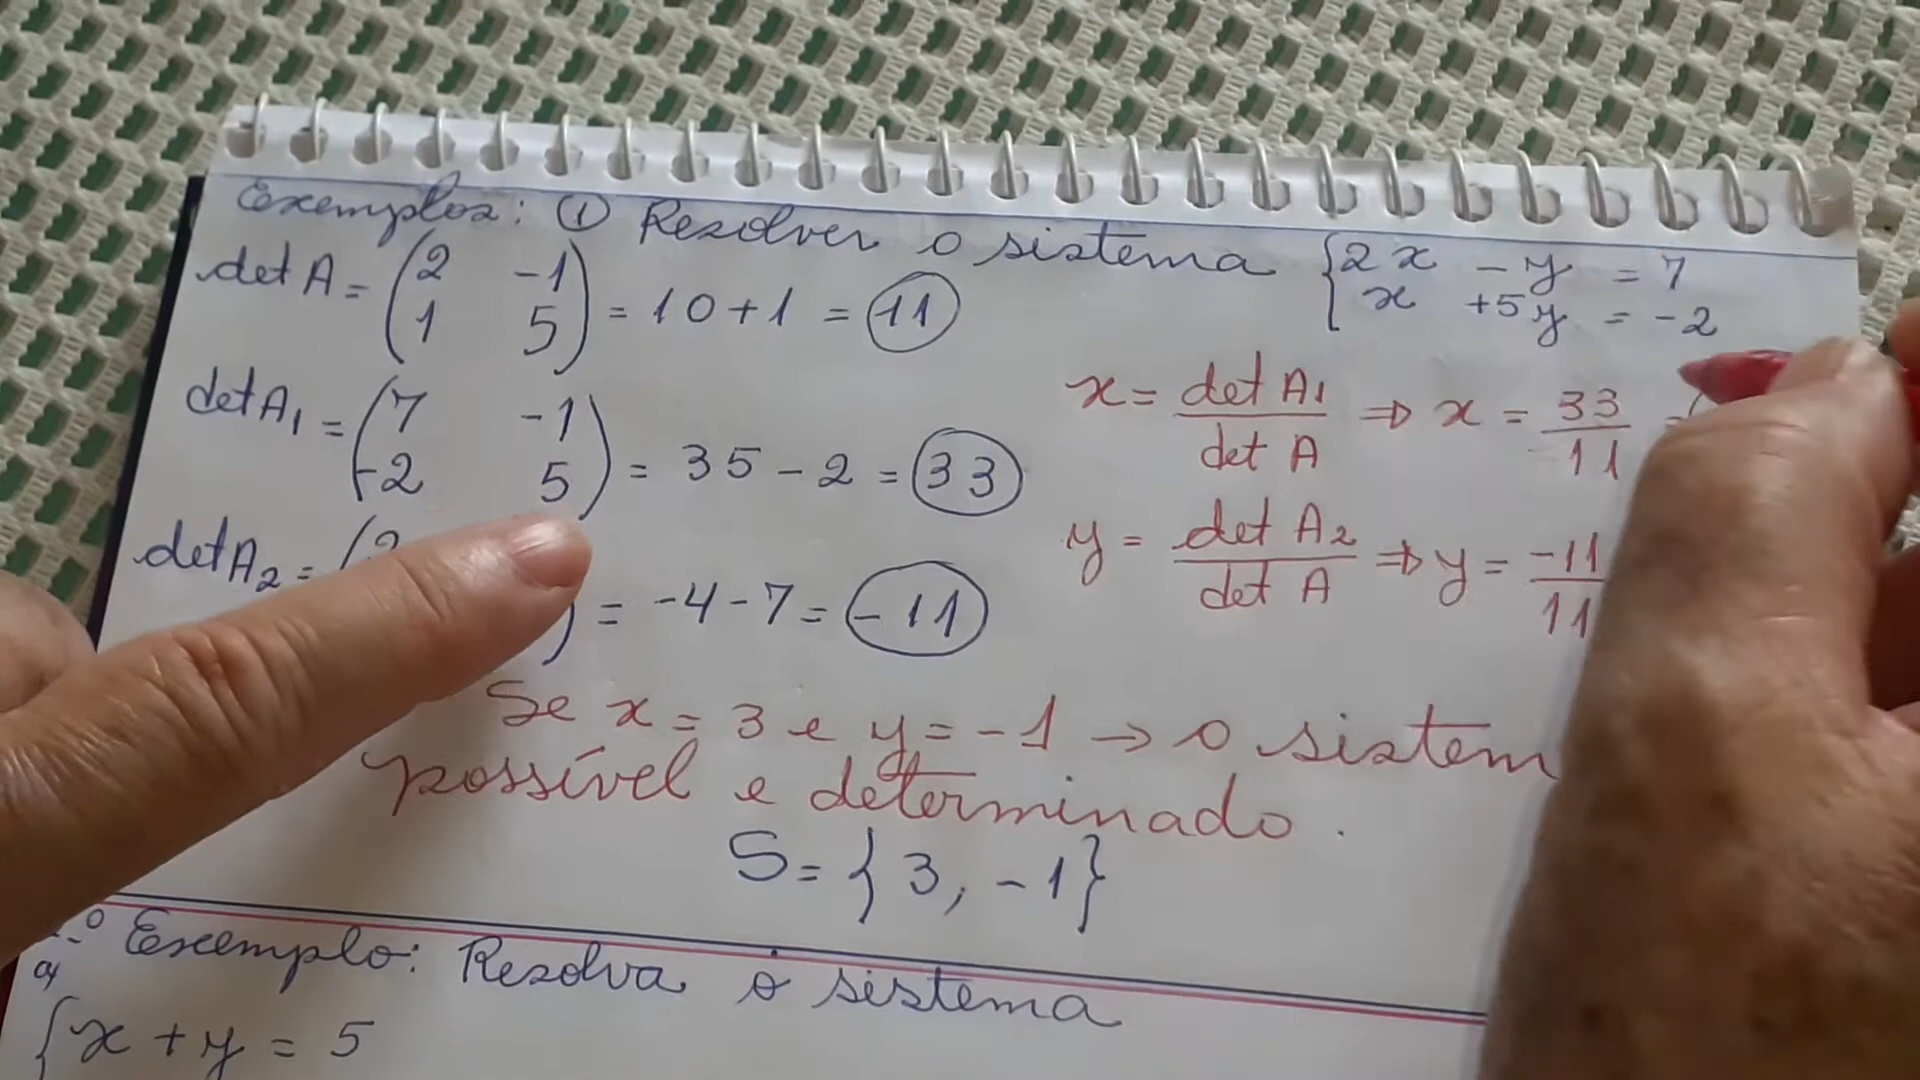 Exemplos: ① Resolver o sistema { 2x - y = 7
x + 5y = -2
det A = ( 2 -1
1 5 ) = 10 + 1 = 11
det A1 = ( 7 -1
-2 5 ) = 35 - 2 = 33
det A2 = ( 2
) = -4 - 7 = -11
x = det A1 / det A ⇒ x = 33 / 11 =
y = det A2 / det A ⇒ y = -11 / 11
Se x = 3 e y = -1 → o sistem
possível e determinado.
S = { 3, -1 }
Exemplo: Resolva o sistema
{ x + y = 5